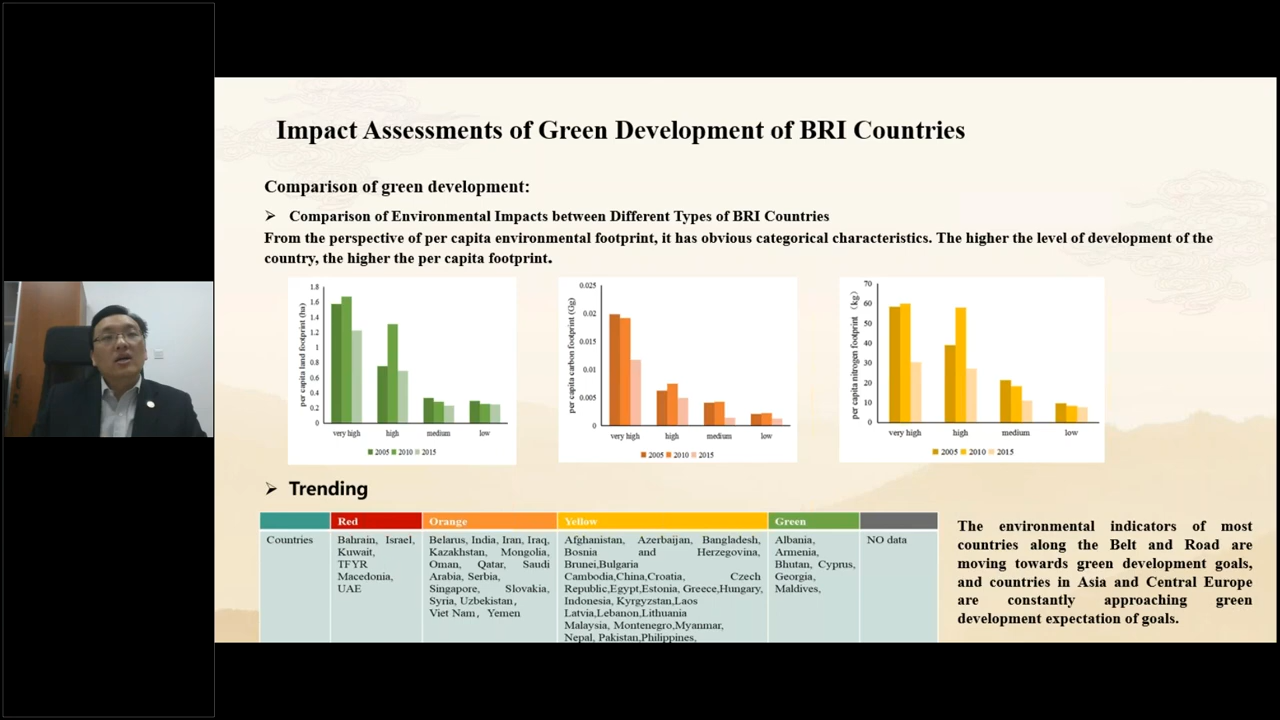 Impact Assessments of Green Development of BRI Countries
Comparison of green development:
➢ Comparison of Environmental Impacts between Different Types of BRI Countries
From the perspective of per capita environmental footprint, it has obvious categorical characteristics. The higher the level of development of the
country, the higher the per capita footprint.
per capita land footprint (ha)
1.8
1.6
1.4
1.2
1
0.8
0.6
0.4
0.2
0
very high high medium low
2005 2010 2015
per capita carbon footprint (Gg)
0.025
0.02
0.015
0.01
0.005
0
very high high medium low
2005 2010 2015
per capita nitrogen footprint （kg）
70
60
50
40
30
20
10
0
very high high medium low
2005 2010 2015
➢ Trending
Red Orange Yellow Green
Countries
Bahrain, Israel,
Kuwait,
TFYR
Macedonia,
UAE
Belarus, India, Iran, Iraq,
Kazakhstan, Mongolia,
Oman, Qatar, Saudi
Arabia, Serbia,
Singapore, Slovakia,
Syria, Uzbekistan,
Viet Nam, Yemen
Afghanistan, Azerbaijan, Bangladesh,
Bosnia and Herzegovina,
Brunei,Bulgaria
Cambodia,China,Croatia, Czech
Republic,Egypt,Estonia, Greece,Hungary,
Indonesia, Kyrgyzstan,Laos
Latvia,Lebanon,Lithuania
Malaysia, Montenegro,Myanmar,
Nepal, Pakistan,Philippines,
Albania,
Armenia,
Bhutan, Cyprus,
Georgia,
Maldives,
NO data
The environmental indicators of most
countries along the Belt and Road are
moving towards green development goals,
and countries in Asia and Central Europe
are constantly approaching green
development expectation of goals.